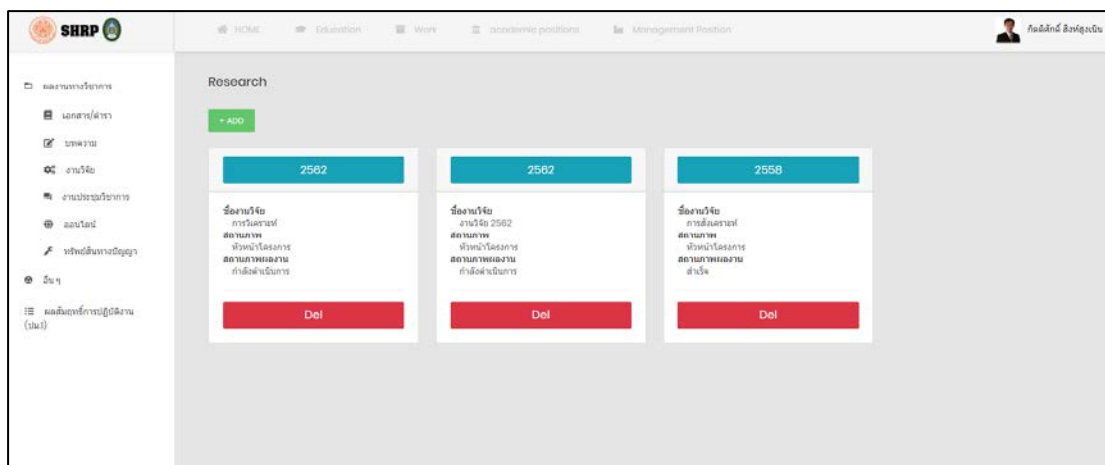 SHRP
HOME Education Work academic positions Management Position
กิตติศักดิ์ สิงห์สูงเนิน
ผลงานทางวิชาการ
เอกสาร/ตำรา
บทความ
งานวิจัย
งานประชุมวิชาการ
ออนไลน์
ทรัพย์สินทางปัญญา
อื่น ๆ
ผลสัมฤทธิ์การปฏิบัติงาน
(ปม.1)
Research
+ ADD
2562
ชื่องานวิจัย
การวิเคราะห์
สถานภาพ
หัวหน้าโครงการ
สถานภาพผลงาน
กำลังดำเนินการ
Del
2562
ชื่องานวิจัย
งานวิจัย 2562
สถานภาพ
หัวหน้าโครงการ
สถานภาพผลงาน
กำลังดำเนินการ
Del
2558
ชื่องานวิจัย
การสังเคราะห์
สถานภาพ
หัวหน้าโครงการ
สถานภาพผลงาน
สำเร็จ
Del